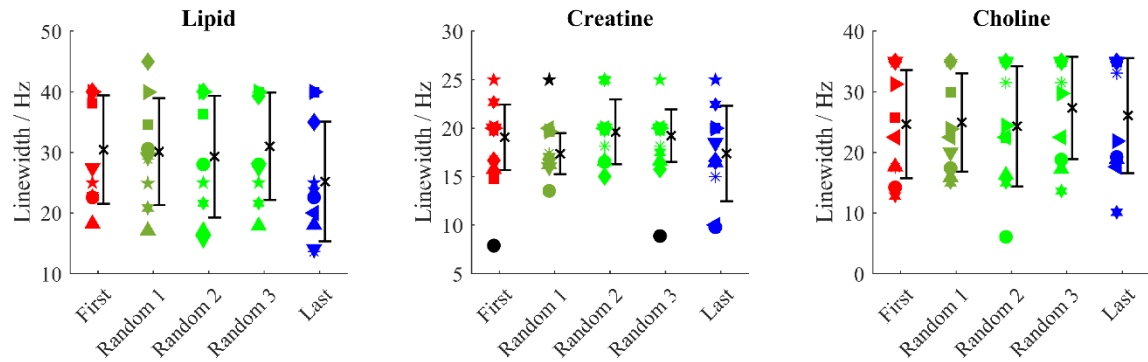 Lipid
Linewidth / Hz
50
40
30
20
10
First
Random 1
Random 2
Random 3
Last
Creatine
Linewidth / Hz
30
25
20
15
10
5
First
Random 1
Random 2
Random 3
Last
Choline
Linewidth / Hz
40
30
20
10
0
First
Random 1
Random 2
Random 3
Last